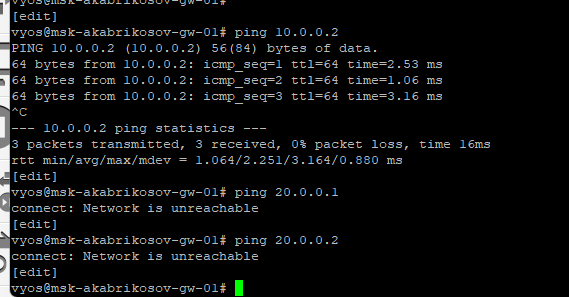 vyos@msk-akabrikosov-gw-01#
[edit]
vyos@msk-akabrikosov-gw-01# ping 10.0.0.2
PING 10.0.0.2 (10.0.0.2) 56(84) bytes of data.
64 bytes from 10.0.0.2: icmp_seq=1 ttl=64 time=2.53 ms
64 bytes from 10.0.0.2: icmp_seq=2 ttl=64 time=1.06 ms
64 bytes from 10.0.0.2: icmp_seq=3 ttl=64 time=3.16 ms
^C
--- 10.0.0.2 ping statistics ---
3 packets transmitted, 3 received, 0% packet loss, time 16ms
rtt min/avg/max/mdev = 1.064/2.251/3.164/0.880 ms
[edit]
vyos@msk-akabrikosov-gw-01# ping 20.0.0.1
connect: Network is unreachable
[edit]
vyos@msk-akabrikosov-gw-01# ping 20.0.0.2
connect: Network is unreachable
[edit]
vyos@msk-akabrikosov-gw-01#